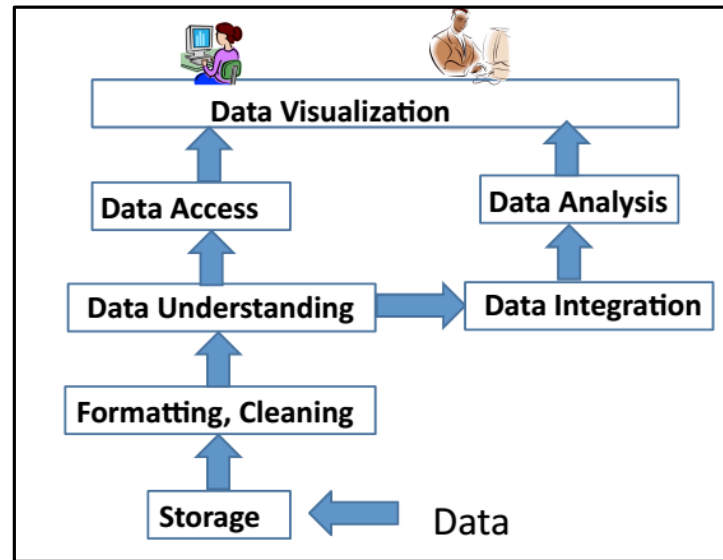 Data Visualization
Data Access
Data Analysis
Data Understanding
Data Integration
Formatting, Cleaning
Storage
Data